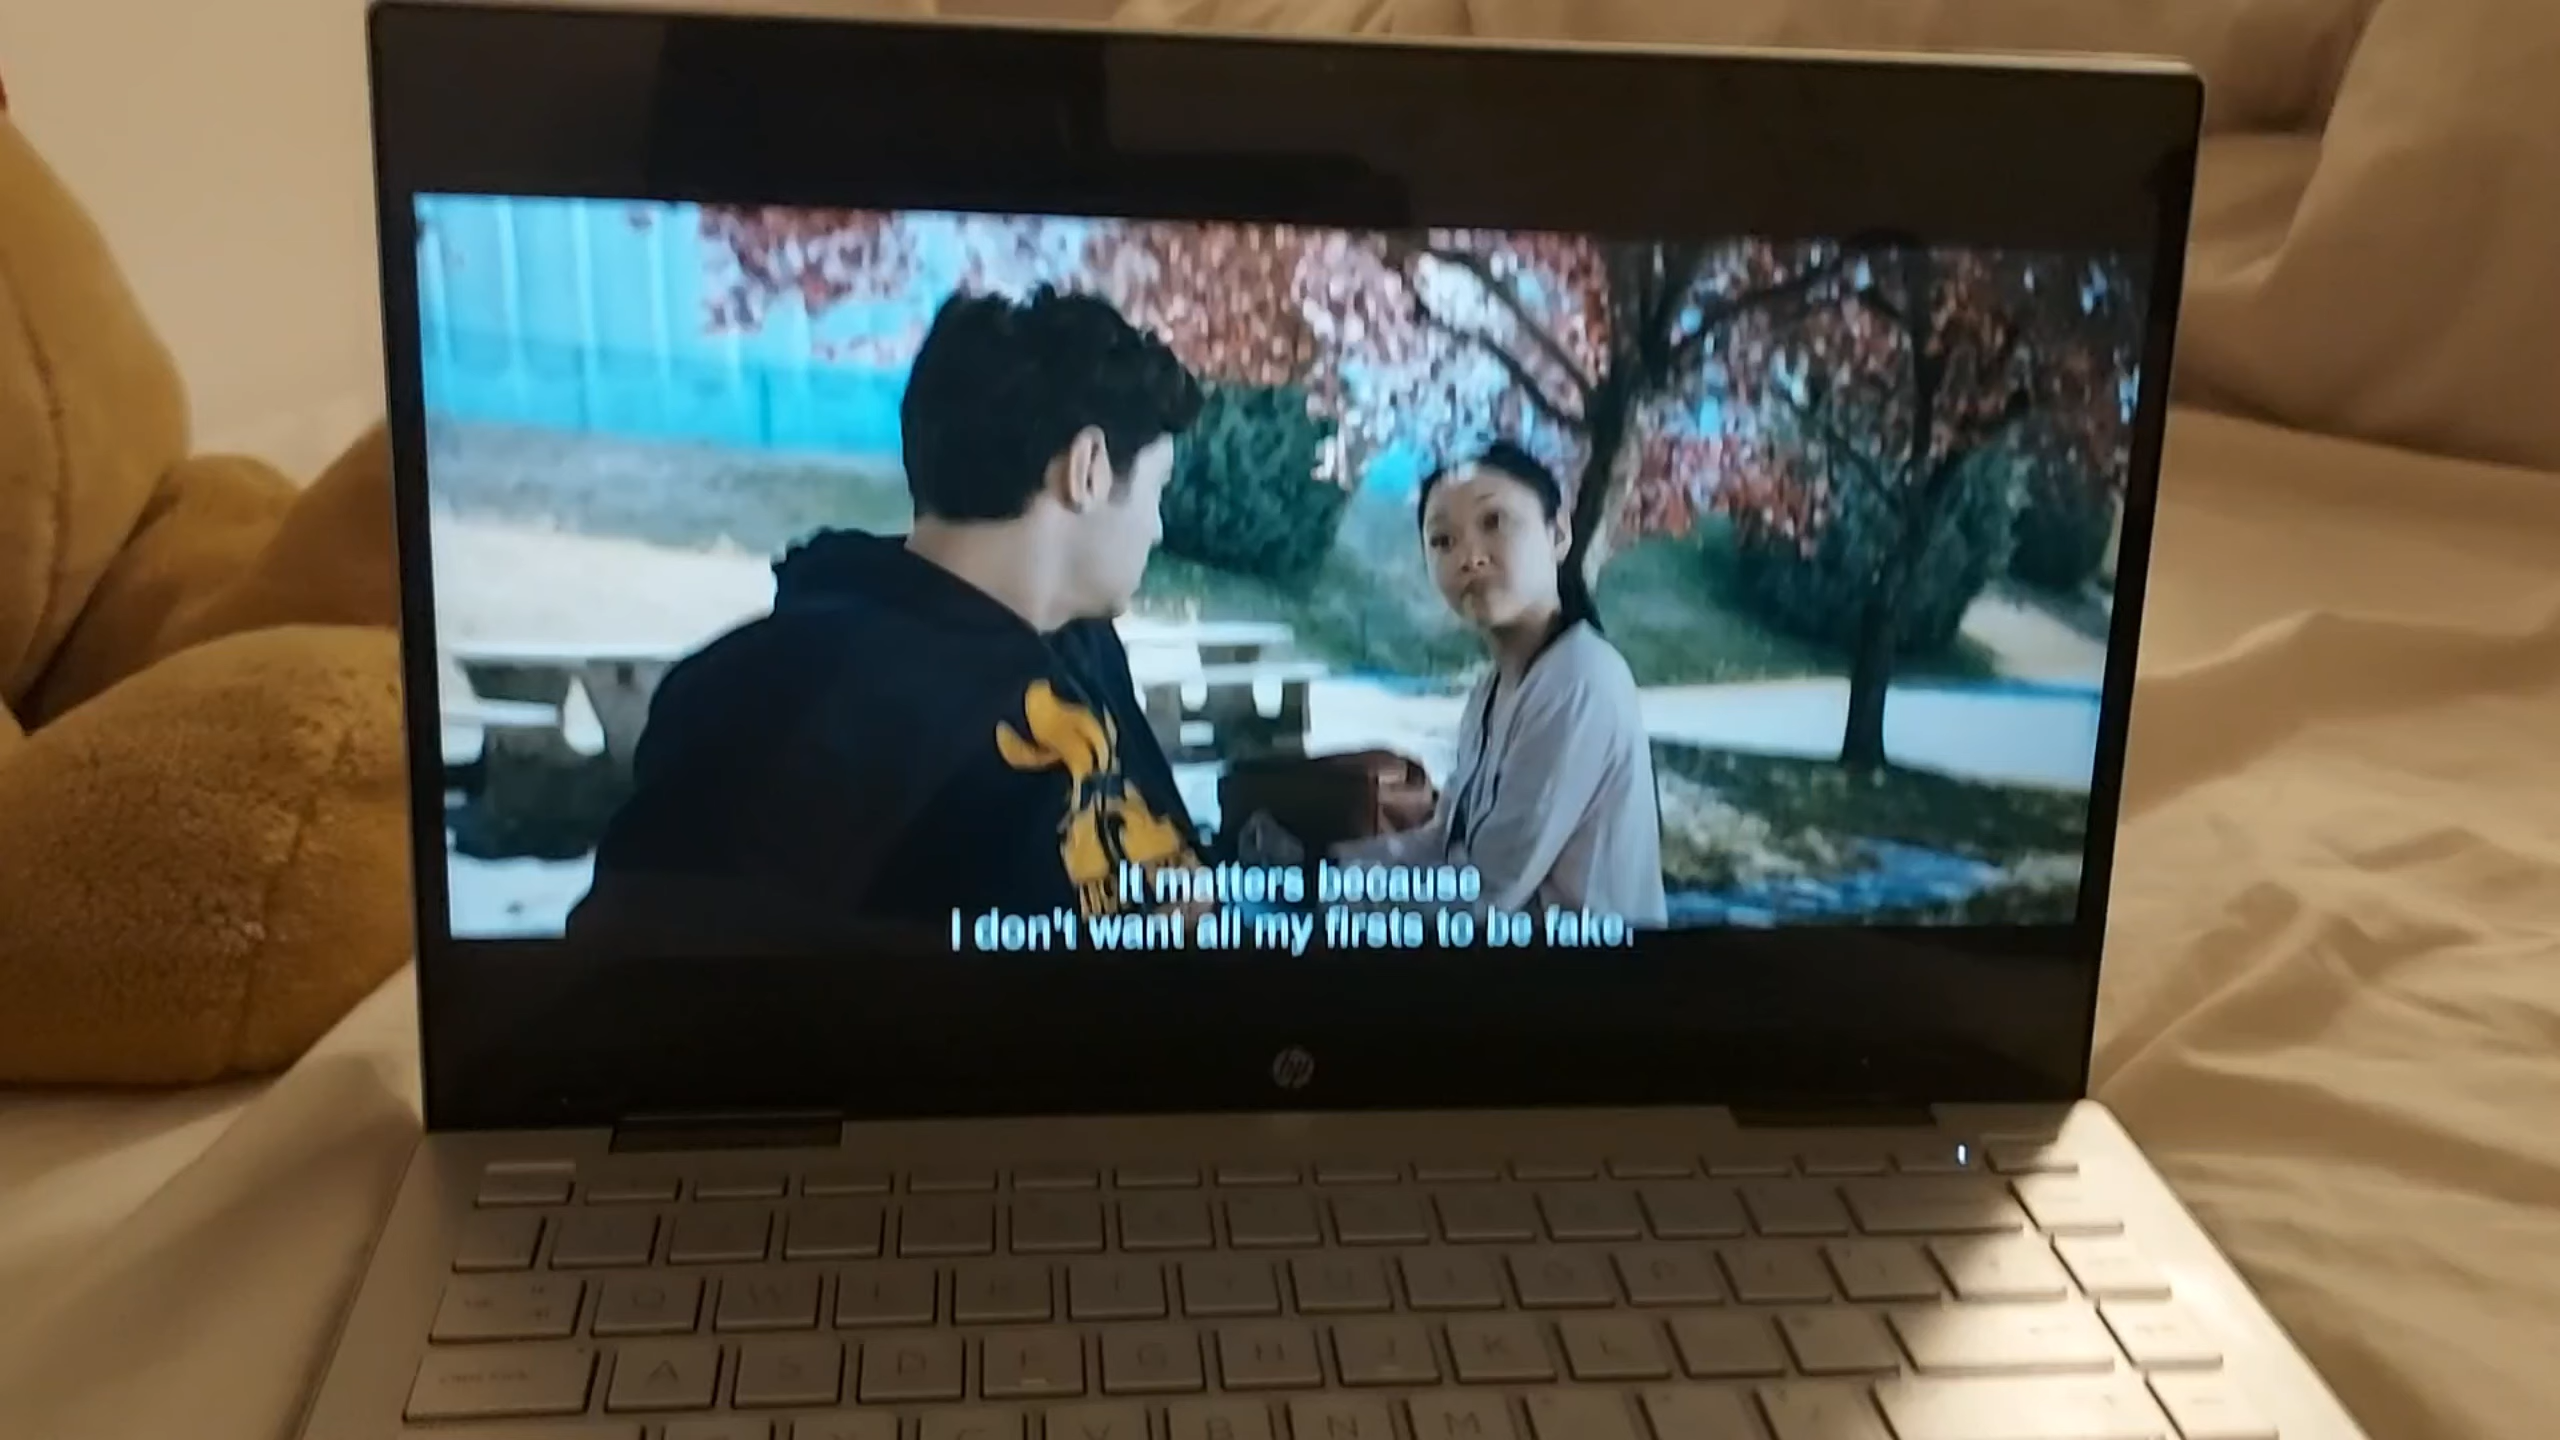 It matters because
I don't want all my firsts to be fake.
hp
A S D F G H J K L
V B N M